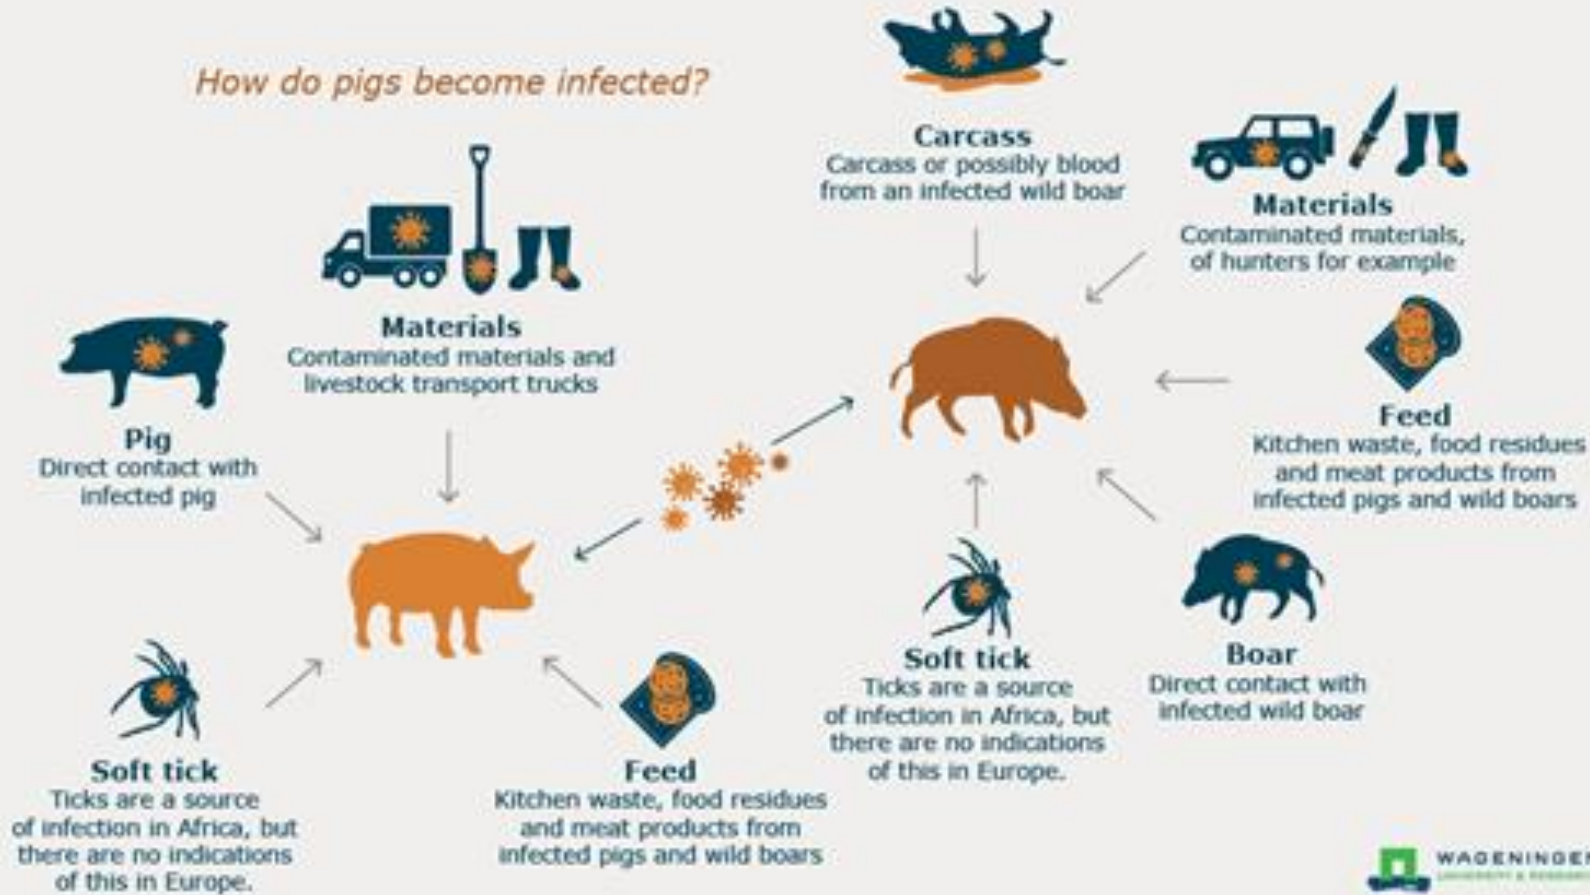 How do pigs become infected?
Carcass
Carcass or possibly blood
from an infected wild boar
Materials
Contaminated materials,
of hunters for example
Materials
Contaminated materials and
livestock transport trucks
Pig
Direct contact with
infected pig
Feed
Kitchen waste, food residues
and meat products from
infected pigs and wild boars
Soft tick
Ticks are a source
of infection in Africa, but
there are no indications
of this in Europe.
Boar
Direct contact with
infected wild boar
Soft tick
Ticks are a source
of infection in Africa, but
there are no indications
of this in Europe.
Feed
Kitchen waste, food residues
and meat products from
infected pigs and wild boars
WAGENINGEN
UNIVERSITY & RESEARCH